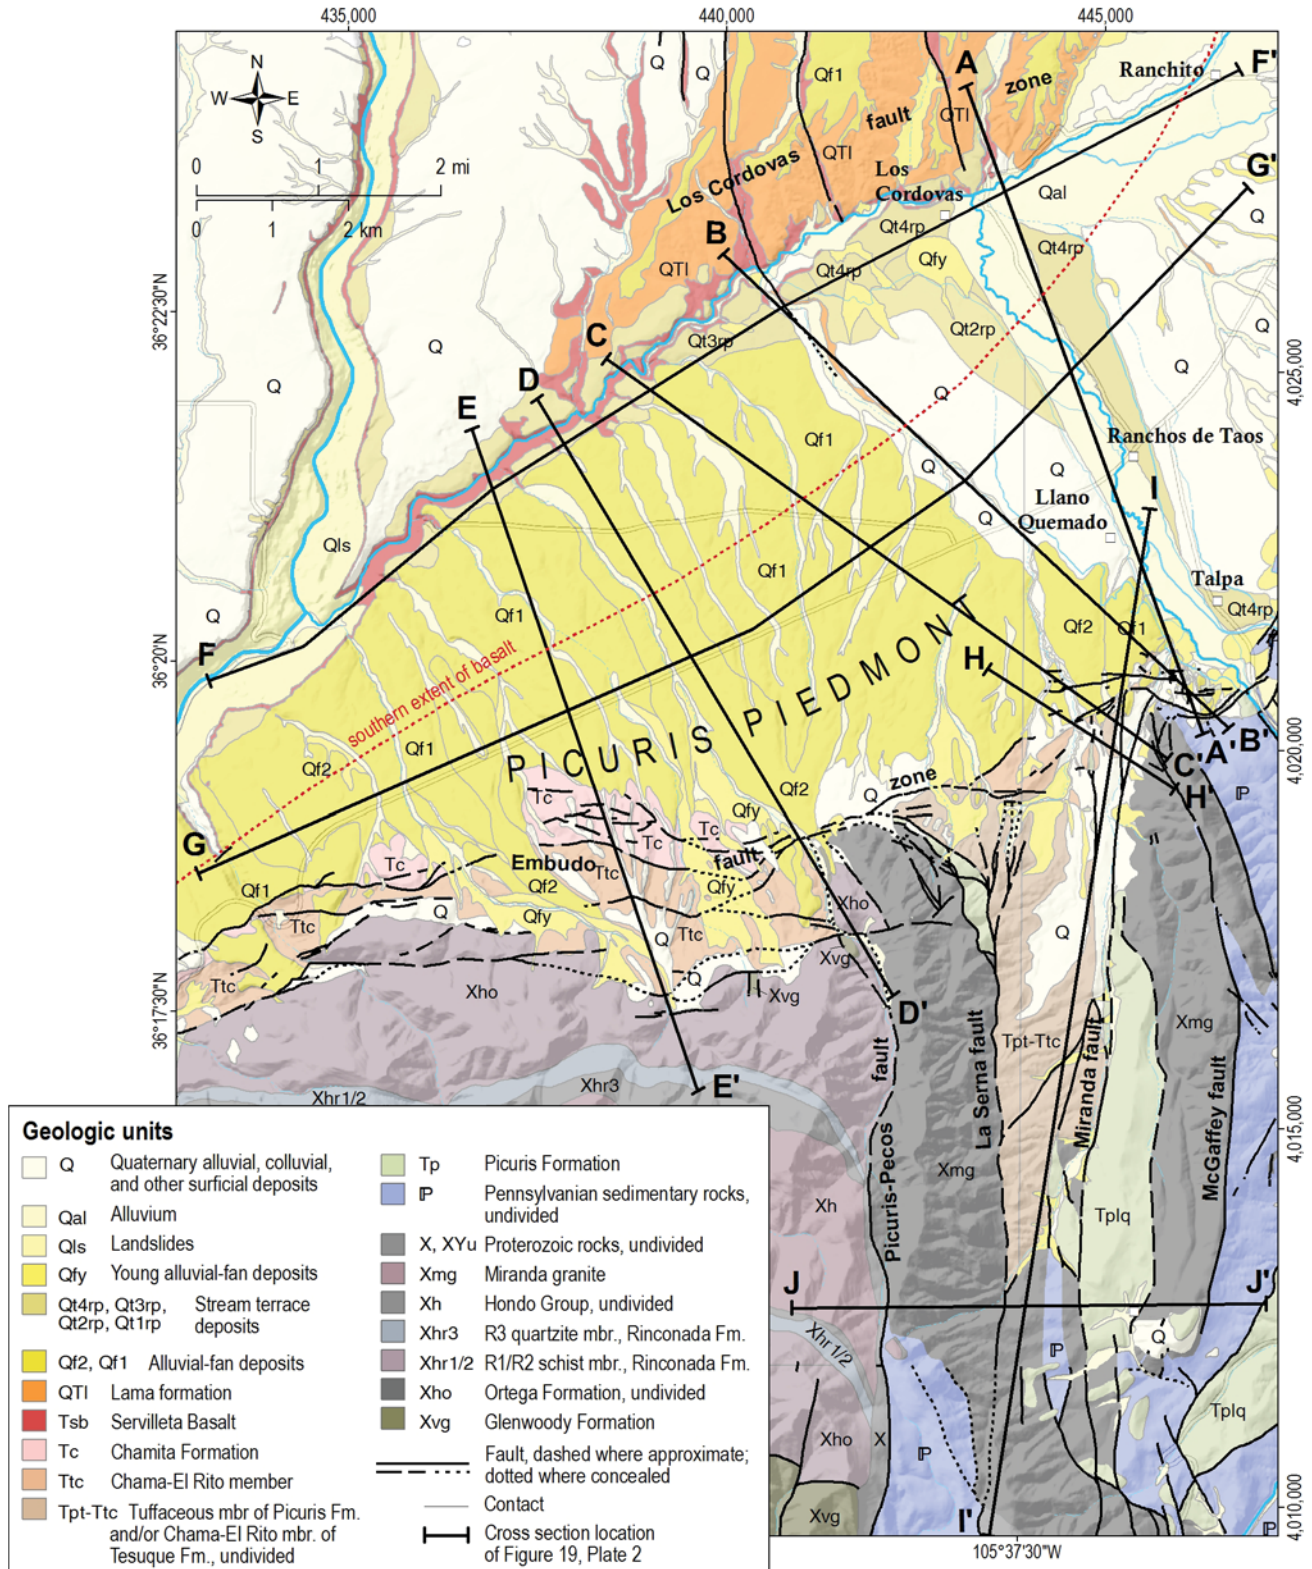 435,000
440,000
445,000
N
W E
S
0 1 2 mi
0 1 2 km
36°22'30"N
36°20'N
36°17'30"N
4,025,000
4,020,000
4,015,000
4,010,000
105°37'30"W
Q
Q
Qf1
A
zone
Ranchito
F'
fault
QTl
QTl
Los Cordovas
Los
Cordovas
Qal
G'
Q
B
Qt4rp
Qt4rp
Qfy
Qt4rp
QTl
Qt2rp
Q
C
Qt3rp
Q
Q
D
Q
Q
E
Qf1
Ranchos de Taos
Q
Q
I
Llano
Quemado
Q
Qls
Qf1
Talpa
Qt4rp
Q
Qf1
Qf2
Qf1
F
H
southern extent of basalt
PICURIS PIEDMONT
B'
A'
C'
H'
Qf1
Qf2
Qf2
zone
Q
ℙ
Tc
Qfy
Tc
Tc
G
Tc
Embudo
fault
Ttc
Qf1
Qf2
Qfy
Q
Qfy
Xho
Ttc
Q
Ttc
Q
Xvg
Ttc
Q
Xho
Xvg
D'
Xmg
Xmg
La Serna fault
Tpt-Ttc
Miranda fault
fault
Xhr3
E'
Xhr1/2
McGaffey fault
Picuris-Pecos
Xmg
Xh
Tplq
J
J'
Xhr1/2
Q
ℙ
Tplq
Xho
X
ℙ
Xvg
I'
ℙ
Geologic units
Q Quaternary alluvial, colluvial,
and other surficial deposits
Qal Alluvium
Qls Landslides
Qfy Young alluvial-fan deposits
Qt4rp, Qt3rp, Stream terrace
Qt2rp, Qt1rp deposits
Qf2, Qf1 Alluvial-fan deposits
QTl Lama formation
Tsb Servilleta Basalt
Tc Chamita Formation
Ttc Chama-El Rito member
Tpt-Ttc Tuffaceous mbr of Picuris Fm.
and/or Chama-El Rito mbr. of
Tesuque Fm., undivided
Tp Picuris Formation
ℙ Pennsylvanian sedimentary rocks,
undivided
X, XYu Proterozoic rocks, undivided
Xmg Miranda granite
Xh Hondo Group, undivided
Xhr3 R3 quartzite mbr., Rinconada Fm.
Xhr1/2 R1/R2 schist mbr., Rinconada Fm.
Xho Ortega Formation, undivided
Xvg Glenwoody Formation
Fault, dashed where approximate;
dotted where concealed
Contact
Cross section location
of Figure 19, Plate 2